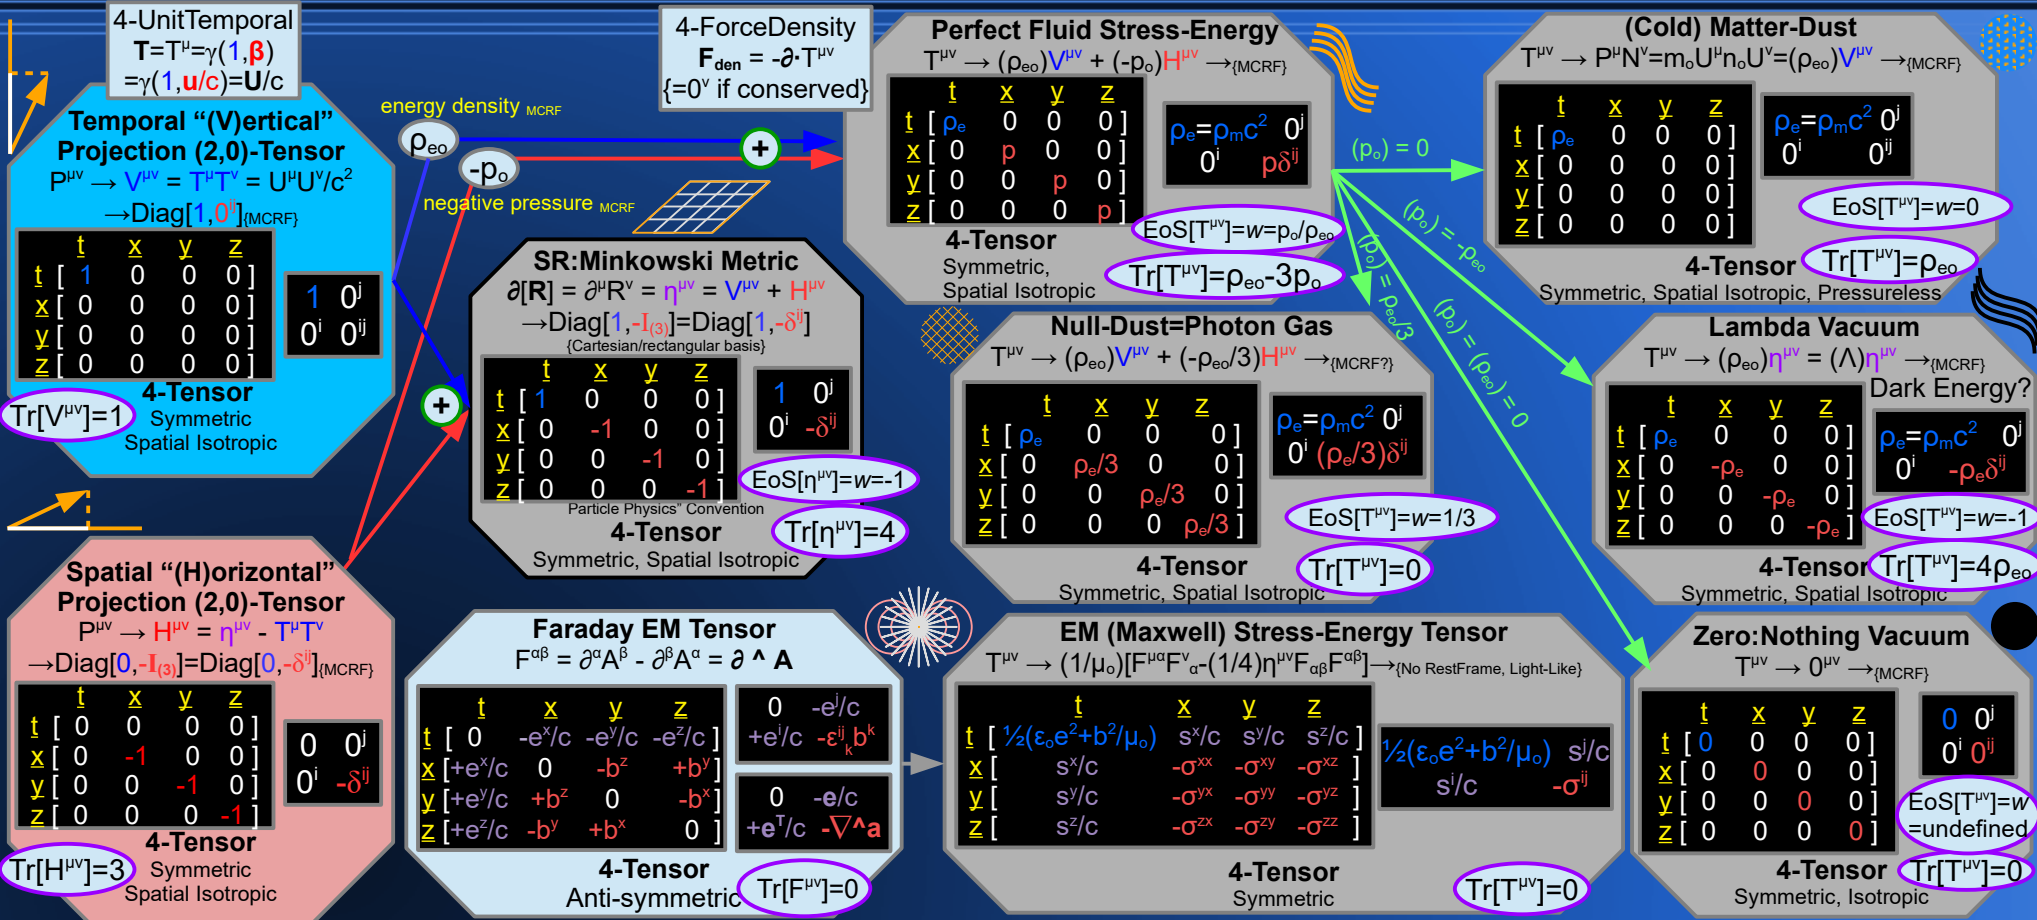 4-UnitTemporal
T=T^μ=γ(1,β)
=γ(1,u/c)=U/c
Temporal “(V)ertical”
Projection (2,0)-Tensor
P^μν → V^μν = T^μT^ν = U^μU^ν/c²
→Diag[1,0^ij]{MCRF}
t x y z
t [ 1 0 0 0 ]
x [ 0 0 0 0 ]
y [ 0 0 0 0 ]
z [ 0 0 0 0 ]
1 0^j
0^i 0^ij
4-Tensor
Symmetric
Spatial Isotropic
Tr[V^μν]=1
Spatial “(H)orizontal”
Projection (2,0)-Tensor
P^μν → H^μν = η^μν - T^μT^ν
→Diag[0,-I(3)]=Diag[0,-δ^ij]{MCRF}
t x y z
t [ 0 0 0 0 ]
x [ 0 -1 0 0 ]
y [ 0 0 -1 0 ]
z [ 0 0 0 -1 ]
0 0^j
0^i -δ^ij
4-Tensor
Symmetric
Spatial Isotropic
Tr[H^μν]=3
energy density MCRF
ρeo
-po
negative pressure MCRF
+
+
4-ForceDensity
F_den = -∂·T^μν
{=0^ν if conserved}
SR:Minkowski Metric
∂[R] = ∂^μR^ν = η^μν = V^μν + H^μν
→Diag[1,-I(3)]=Diag[1,-δ^ij]
{Cartesian/rectangular basis}
t x y z
t [ 1 0 0 0 ]
x [ 0 -1 0 0 ]
y [ 0 0 -1 0 ]
z [ 0 0 0 -1 ]
1 0^j
0^i -δ^ij
Particle Physics” Convention
EoS[η^μν]=w=-1
4-Tensor
Symmetric, Spatial Isotropic
Tr[η^μν]=4
Faraday EM Tensor
F^αβ = ∂^αA^β - ∂^βA^α = ∂ ^ A
t x y z
t [ 0 -e^x/c -e^y/c -e^z/c ]
x [+e^x/c 0 -b^z +b^y ]
y [+e^y/c +b^z 0 -b^x ]
z [+e^z/c -b^y +b^x 0 ]
0 -e^j/c
+e^i/c -ε^ij_k b^k
0 -e/c
+e^T/c -∇^a
4-Tensor
Anti-symmetric
Tr[F^μν]=0
Perfect Fluid Stress-Energy
T^μν → (ρeo)V^μν + (-po)H^μν →{MCRF}
t x y z
t [ ρe 0 0 0 ]
x [ 0 p 0 0 ]
y [ 0 0 p 0 ]
z [ 0 0 0 p ]
ρe=ρmc² 0^j
0^i pδ^ij
EoS[T^μν]=w=po/ρeo
4-Tensor
Symmetric,
Spatial Isotropic
Tr[T^μν]=ρeo-3po
(po) = 0
(po) = -ρeo
(po) = ρeo/3
(po) = (ρeo) = 0
(Cold) Matter-Dust
T^μν → P^μN^ν=moU^μnoU^ν=(ρeo)V^μν →{MCRF}
t x y z
t [ ρe 0 0 0 ]
x [ 0 0 0 0 ]
y [ 0 0 0 0 ]
z [ 0 0 0 0 ]
ρe=ρmc² 0^j
0^i 0^ij
EoS[T^μν]=w=0
Tr[T^μν]=ρeo
4-Tensor
Symmetric, Spatial Isotropic, Pressureless
Null-Dust=Photon Gas
T^μν → (ρeo)V^μν + (-ρeo/3)H^μν →{MCRF?}
t x y z
t [ ρe 0 0 0 ]
x [ 0 ρe/3 0 0 ]
y [ 0 0 ρe/3 0 ]
z [ 0 0 0 ρe/3 ]
ρe=ρmc² 0^j
0^i (ρe/3)δ^ij
EoS[T^μν]=w=1/3
4-Tensor
Symmetric, Spatial Isotropic
Tr[T^μν]=0
Lambda Vacuum
T^μν → (ρeo)η^μν = (Λ)η^μν →{MCRF}
Dark Energy?
t x y z
t [ ρe 0 0 0 ]
x [ 0 -ρe 0 0 ]
y [ 0 0 -ρe 0 ]
z [ 0 0 0 -ρe ]
ρe=ρmc² 0^j
0^i -ρeδ^ij
EoS[T^μν]=w=-1
4-Tensor
Symmetric, Spatial Isotropic
Tr[T^μν]=4ρeo
EM (Maxwell) Stress-Energy Tensor
T^μν → (1/μo)[F^μαF^ν_α-(1/4)η^μνF_αβF^αβ]→{No RestFrame, Light-Like}
t x y z
t [ ½(εoe²+b²/μo) s^x/c s^y/c s^z/c ]
x [ s^x/c -σ^xx -σ^xy -σ^xz ]
y [ s^y/c -σ^yx -σ^yy -σ^yz ]
z [ s^z/c -σ^zx -σ^zy -σ^zz ]
½(εoe²+b²/μo) s^j/c
s^i/c -σ^ij
4-Tensor
Symmetric
Tr[T^μν]=0
Zero:Nothing Vacuum
T^μν → 0^μν →{MCRF}
t x y z
t [ 0 0 0 0 ]
x [ 0 0 0 0 ]
y [ 0 0 0 0 ]
z [ 0 0 0 0 ]
0 0^j
0^i 0^ij
EoS[T^μν]=w
=undefined
4-Tensor
Symmetric, Isotropic
Tr[T^μν]=0